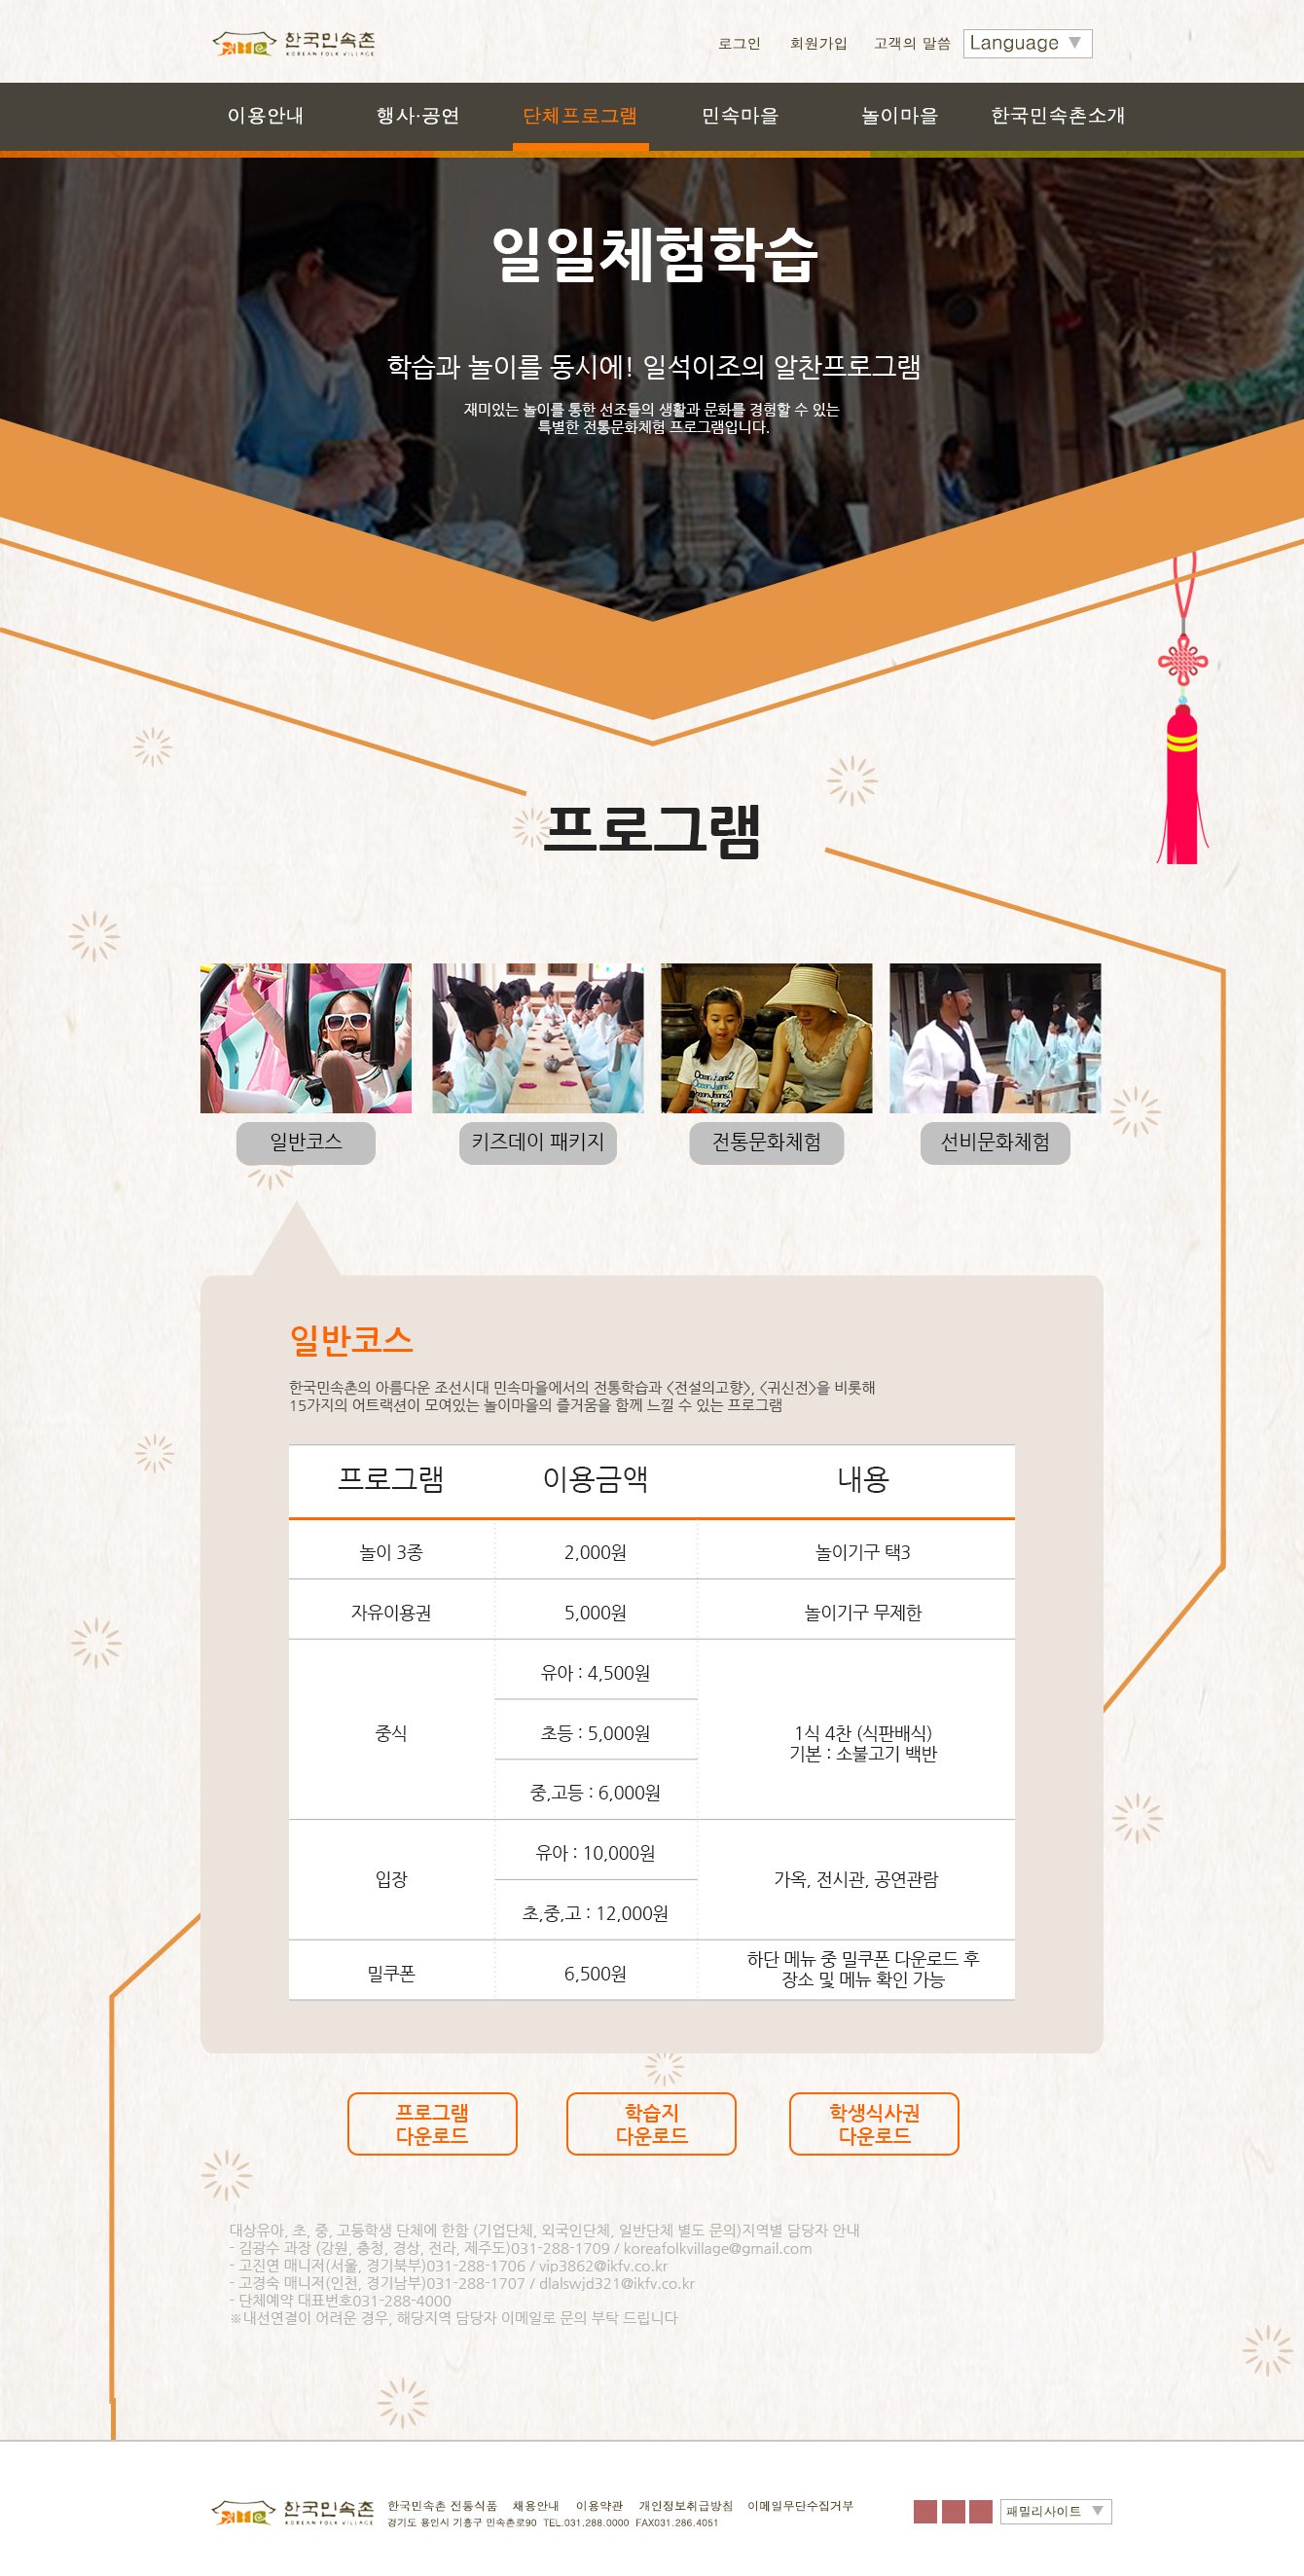 한국민속촌
KOREAN FOLK VILLAGE
로그인 회원가입 고객의 말씀 Language ▼
이용안내 행사·공연 단체프로그램 민속마을 놀이마을 한국민속촌소개
일일체험학습
학습과 놀이를 동시에! 일석이조의 알찬프로그램
재미있는 놀이를 통한 선조들의 생활과 문화를 경험할 수 있는
특별한 전통문화체험 프로그램입니다.
프로그램
일반코스 키즈데이 패키지 전통문화체험 선비문화체험
일반코스
한국민속촌의 아름다운 조선시대 민속마을에서의 전통학습과 <전설의고향>, <귀신전>을 비롯해
15가지의 어트랙션이 모여있는 놀이마을의 즐거움을 함께 느낄 수 있는 프로그램
프로그램 이용금액 내용
놀이 3종 2,000원 놀이기구 택3
자유이용권 5,000원 놀이기구 무제한
유아 : 4,500원
중식 초등 : 5,000원 1식 4찬 (식판배식)
기본 : 소불고기 백반
중,고등 : 6,000원
유아 : 10,000원
입장 가옥, 전시관, 공연관람
초,중,고 : 12,000원
밀쿠폰 6,500원 하단 메뉴 중 밀쿠폰 다운로드 후
장소 및 메뉴 확인 가능
프로그램
다운로드
학습지
다운로드
학생식사권
다운로드
대상유아, 초, 중, 고등학생 단체에 한함 (기업단체, 외국인단체, 일반단체 별도 문의)지역별 담당자 안내
- 김광수 과장 (강원, 충청, 경상, 전라, 제주도)031-288-1709 / koreafolkvillage@gmail.com
- 고진연 매니저(서울, 경기북부)031-288-1706 / vip3862@ikfv.co.kr
- 고경숙 매니저(인천, 경기남부)031-288-1707 / dlalswjd321@ikfv.co.kr
- 단체예약 대표번호031-288-4000
※내선연결이 어려운 경우, 해당지역 담당자 이메일로 문의 부탁 드립니다
한국민속촌
KOREAN FOLK VILLAGE
한국민속촌 전통식품 채용안내 이용약관 개인정보취급방침 이메일무단수집거부
경기도 용인시 기흥구 민속촌로90 TEL.031.288.0000 FAX031.286.4051
패밀리사이트 ▼